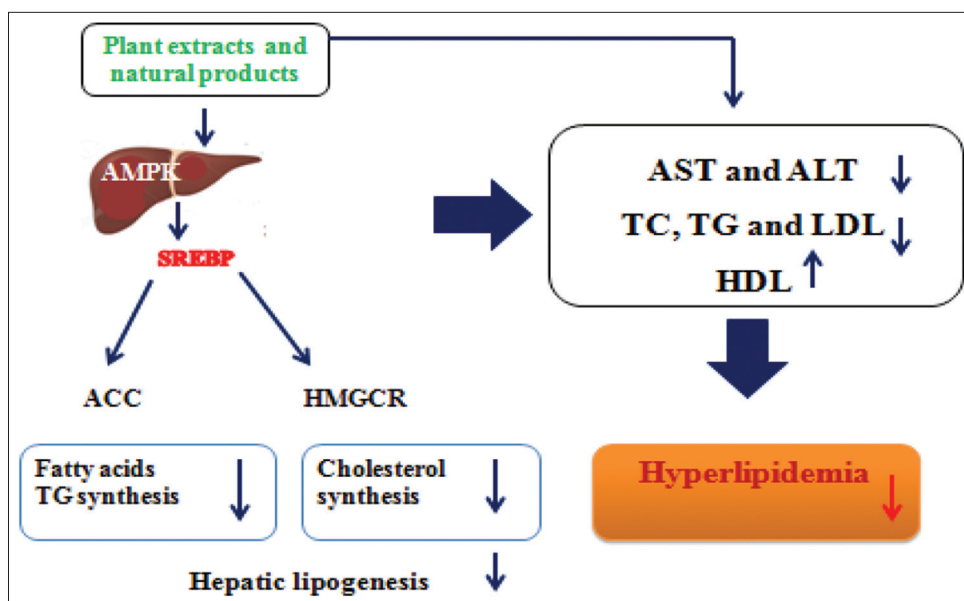 Plant extracts and
natural products
AMPK
SREBP
ACC
HMGCR
Fatty acids
TG synthesis
Cholesterol
synthesis
Hepatic lipogenesis
AST and ALT
TC, TG and LDL
HDL
Hyperlipidemia